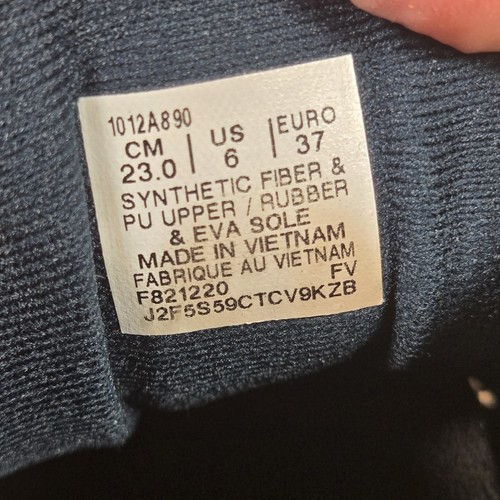 1012A890
CM | US | EURO
23.0 | 6 | 37
SYNTHETIC FIBER &
PU UPPER / RUBBER
& EVA SOLE
MADE IN VIETNAM
FABRIQUE AU VIETNAM
F821220 FV
J2F5S59CTCV9KZB